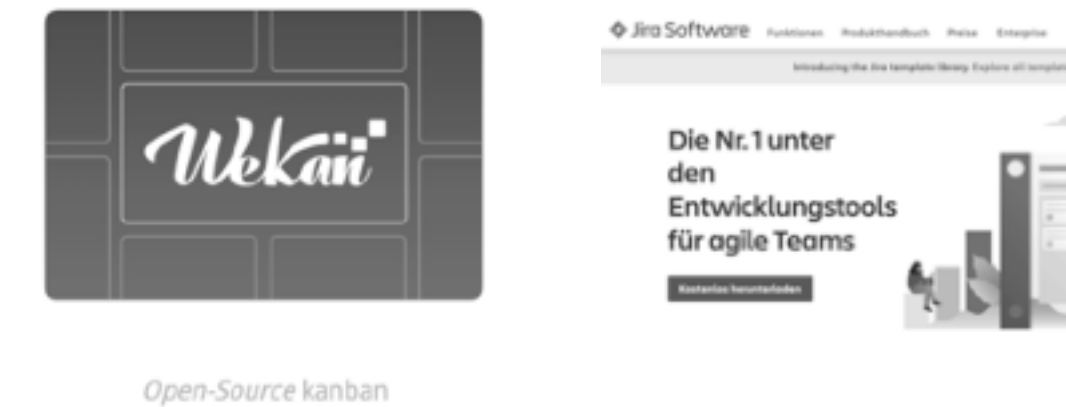 Wekan
Open-Source kanban
Jira Software Funktionen Produkthandbuch Preise Enterprise
Introducing the Jira template library. Explore all templat
Die Nr. 1 unter
den
Entwicklungstools
für agile Teams
Kostenlos herunterladen